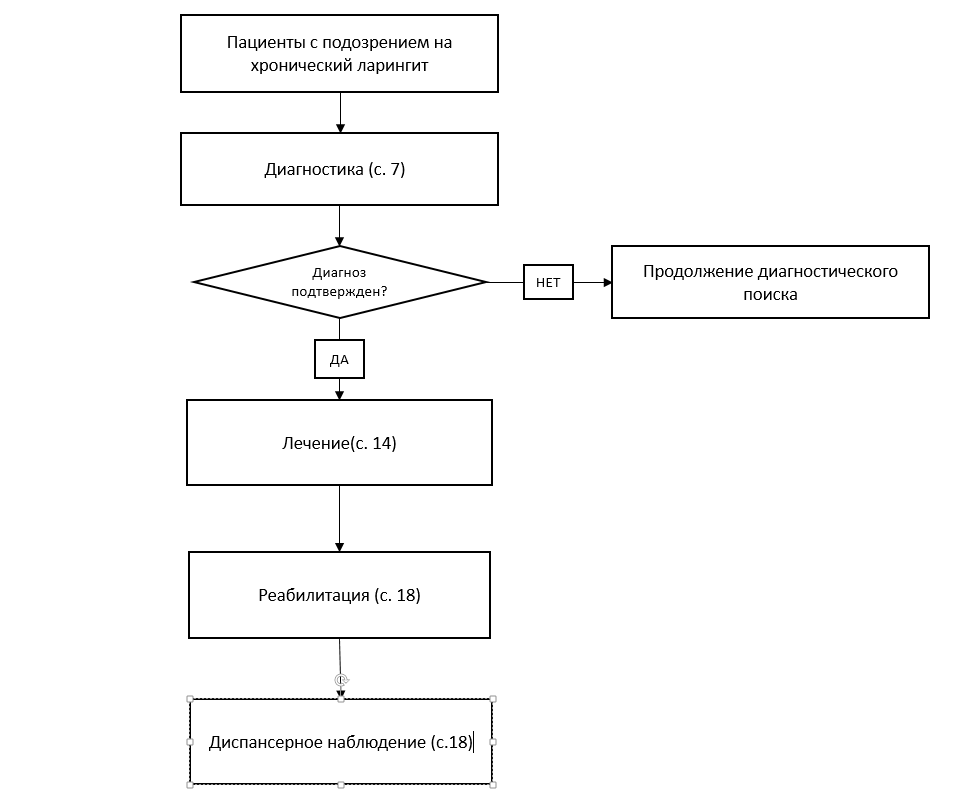 Пациенты с подозрением на
хронический ларингит
Диагностика (с. 7)
Диагноз
подтвержден?
НЕТ
Продолжение диагностического
поиска
ДА
Лечение(с. 14)
Реабилитация (с. 18)
Диспансерное наблюдение (с.18)